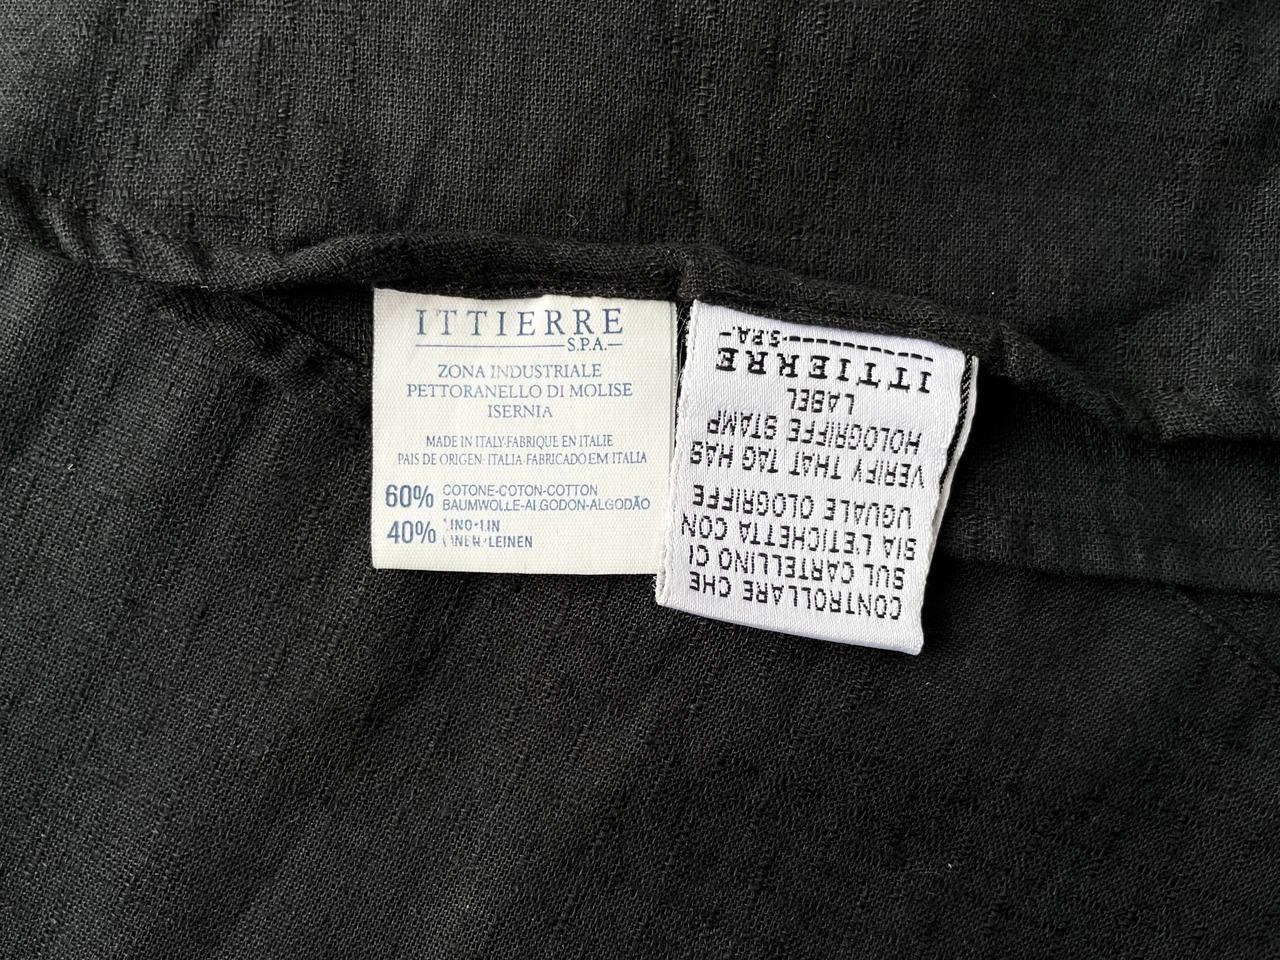 ITTIERRE
S.P.A.
ZONA INDUSTRIALE
PETTORANELLO DI MOLISE
ISERNIA
MADE IN ITALY-FABRIQUE EN ITALIE
PAIS DE ORIGEN: ITALIA-FABRICADO EM ITALIA
60% COTONE-COTON-COTTON
BAUMWOLLE-ALGODON-ALGODÃO
40% LINO-LIN
LINEN-LEINEN
CONTROLLARE CHE
SUL CARTELLINO CI
SIA L'ETICHETTA CON
UGUALE OLOGRIFFE
VERIFY THAT TAG HAS
HOLOGRIFFE STAMP
LABEL
ITTIERRE
S.P.A.